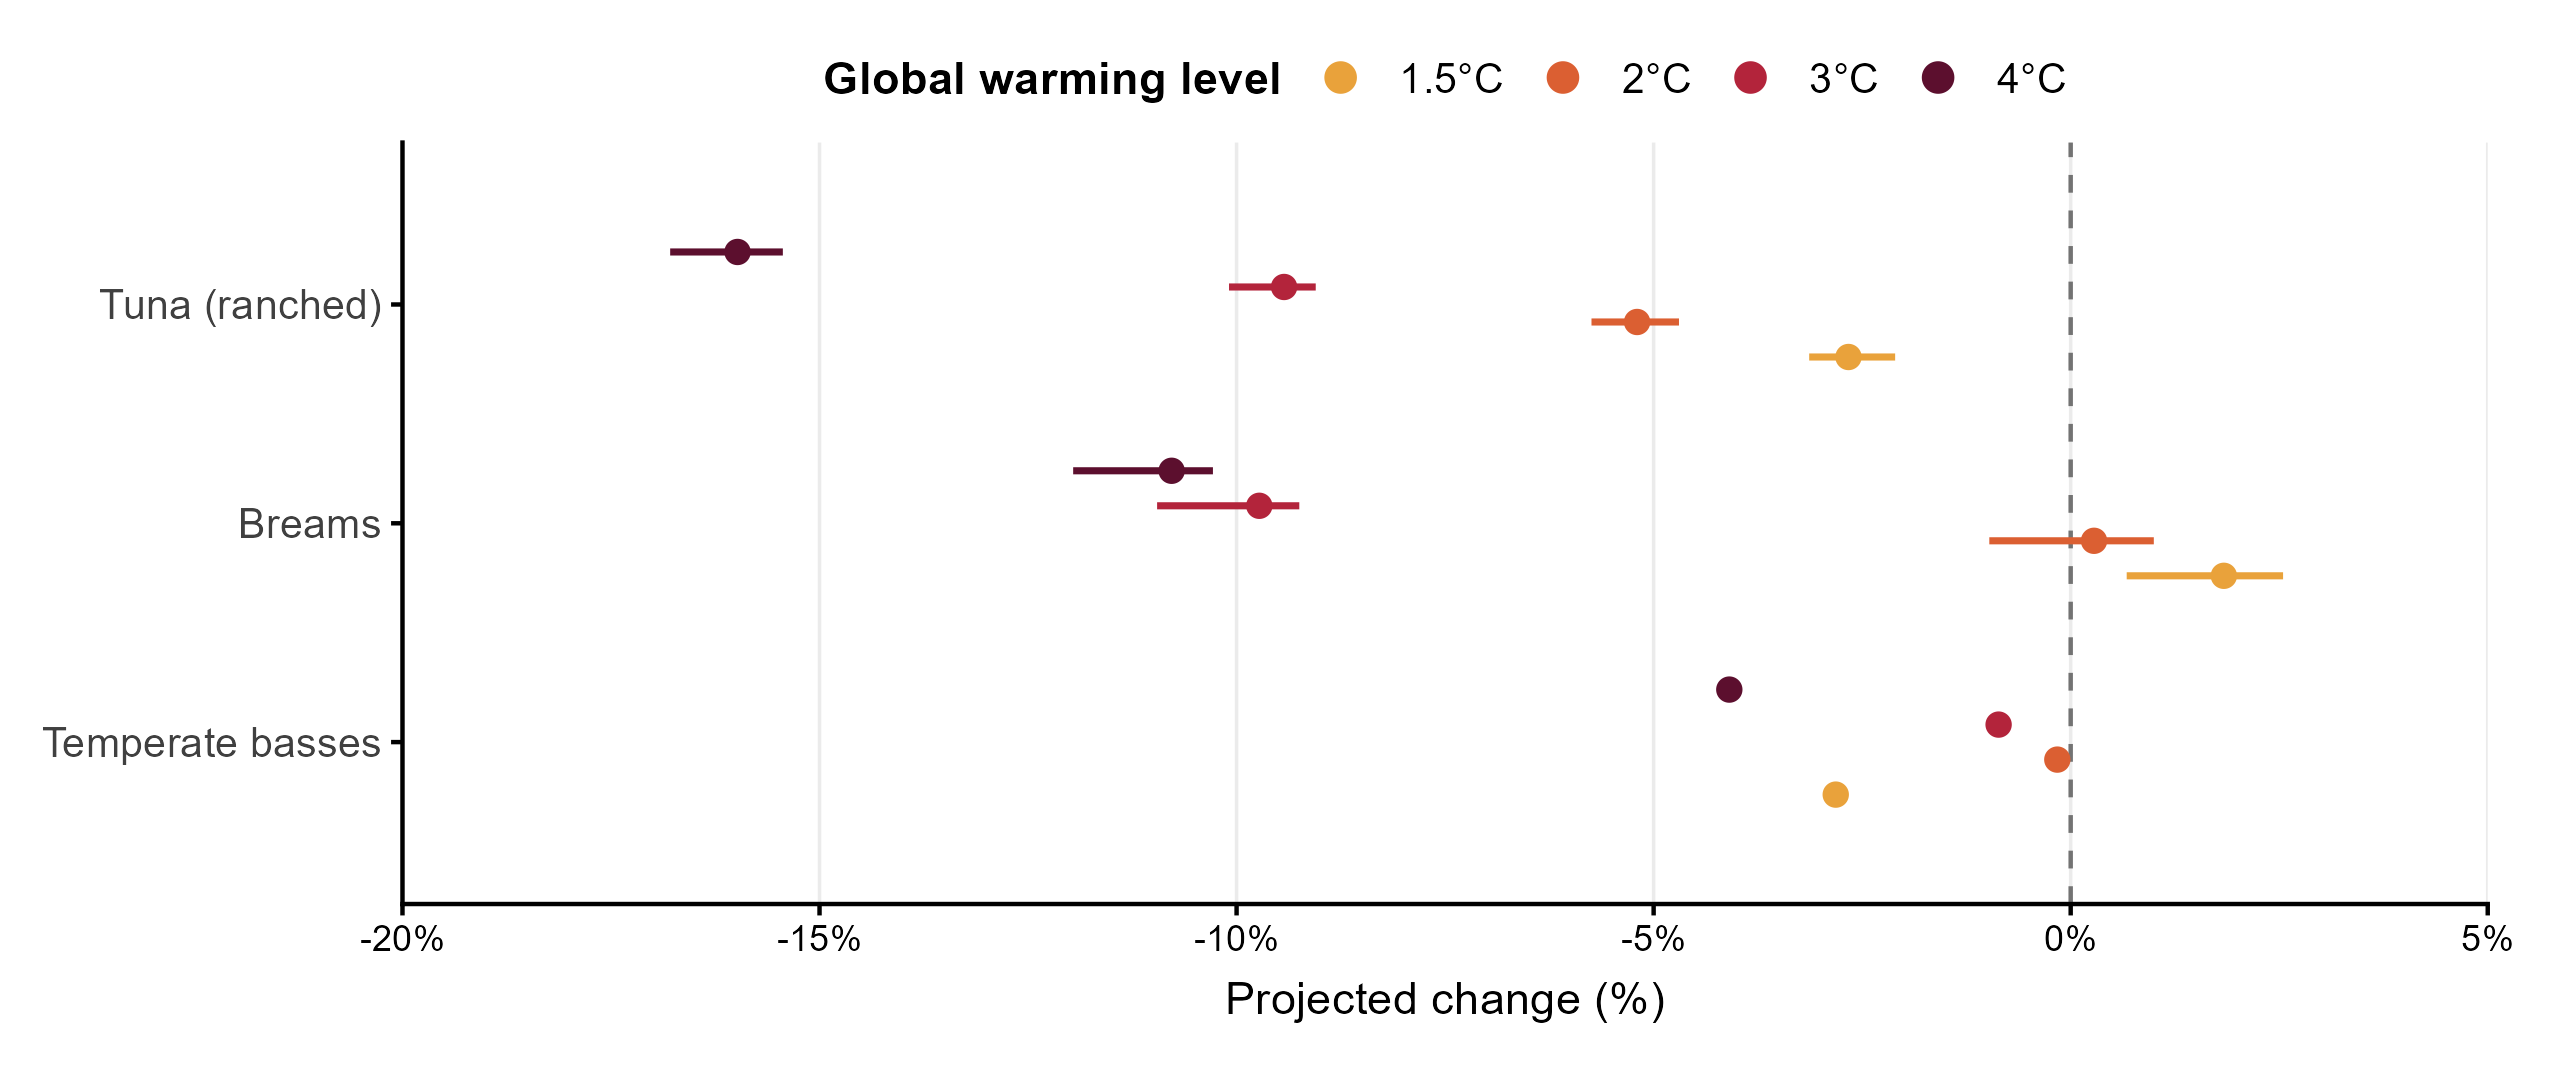 Global warming level 1.5°C 2°C 3°C 4°C
Tuna (ranched)
Breams
Temperate basses
-20% -15% -10% -5% 0% 5%
Projected change (%)